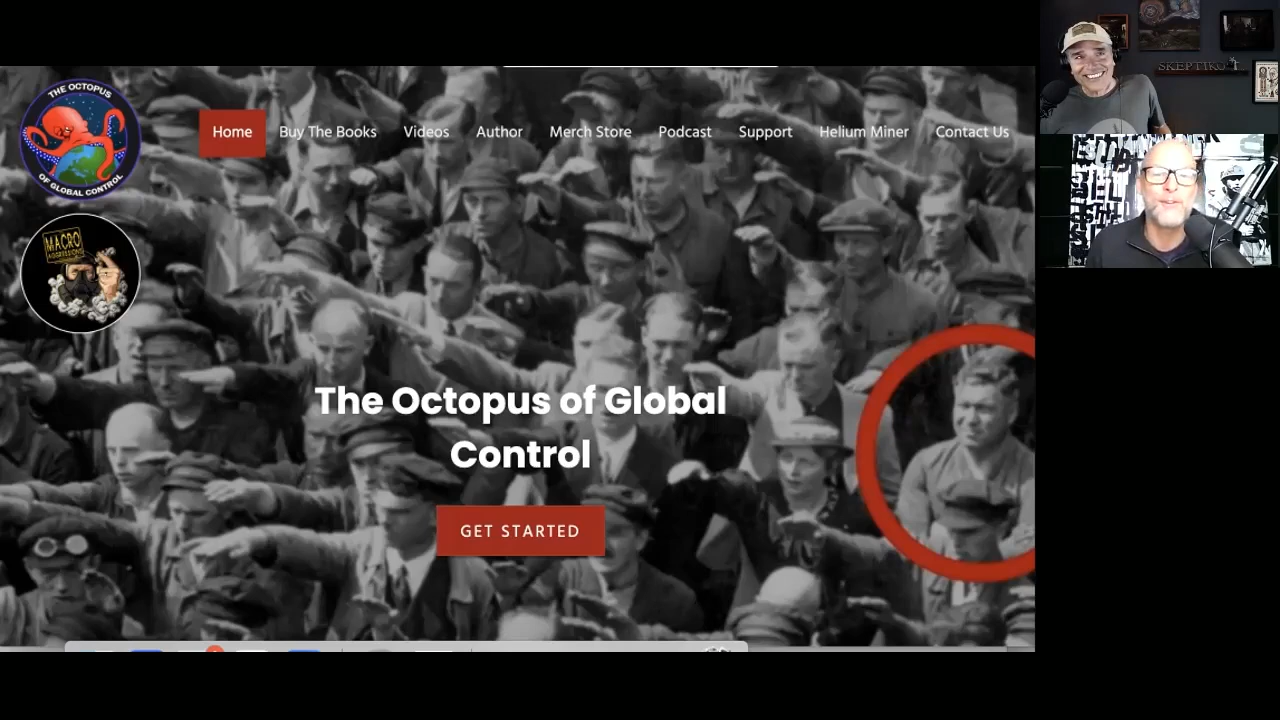 THE OCTOPUS
OF GLOBAL CONTROL
MACRO
AGGRESSIONS
Home Buy The Books Videos Author Merch Store Podcast Support Helium Miner Contact Us
The Octopus of Global
Control
GET STARTED
SKEPTIKO